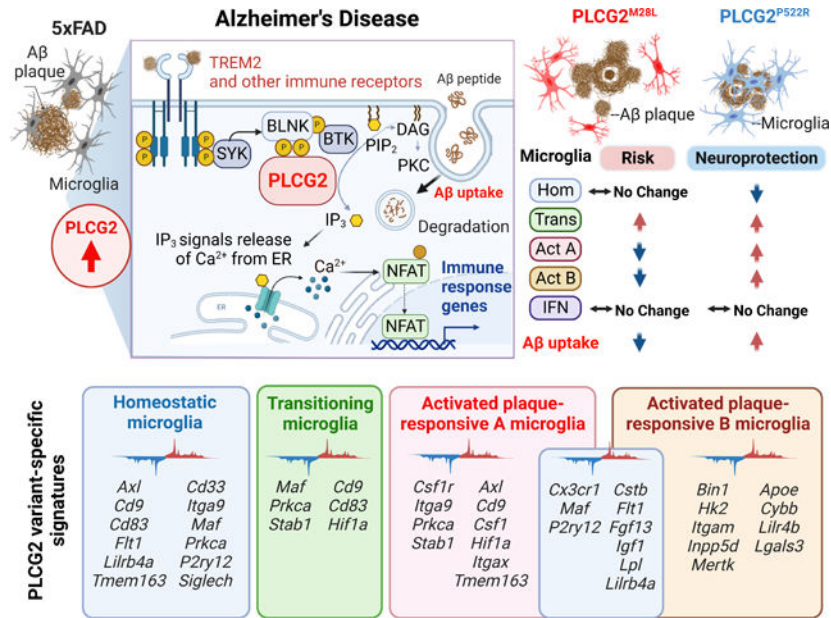 Alzheimer's Disease
5xFAD
Aβ
plaque
Microglia
PLCG2
TREM2
and other immune receptors
Aβ peptide
P
P
P
P
SYK
BLNK
P
BTK
P
P
PLCG2
PIP2
DAG
PKC
Aβ uptake
IP3
Degradation
IP3 signals release
of Ca2+ from ER
Ca2+
ER
NFAT
NFAT
Immune
response
genes
PLCG2M28L
PLCG2P522R
Aβ plaque
Microglia
Microglia
Risk
Neuroprotection
Hom
No Change
Trans
Act A
Act B
IFN
No Change
No Change
Aβ uptake
PLCG2 variant-specific
signatures
Homeostatic
microglia
Axl
Cd9
Cd83
Flt1
Lilrb4a
Tmem163
Cd33
Itga9
Maf
Prkca
P2ry12
Siglech
Transitioning
microglia
Maf
Prkca
Stab1
Cd9
Cd83
Hif1a
Activated plaque-
responsive A microglia
Csf1r
Itga9
Prkca
Stab1
Axl
Cd9
Csf1
Hif1a
Itgax
Tmem163
Cx3cr1
Maf
P2ry12
Cstb
Flt1
Fgf13
Igf1
Lpl
Lilrb4a
Activated plaque-
responsive B microglia
Bin1
Hk2
Itgam
Inpp5d
Mertk
Apoe
Cybb
Lilr4b
Lgals3